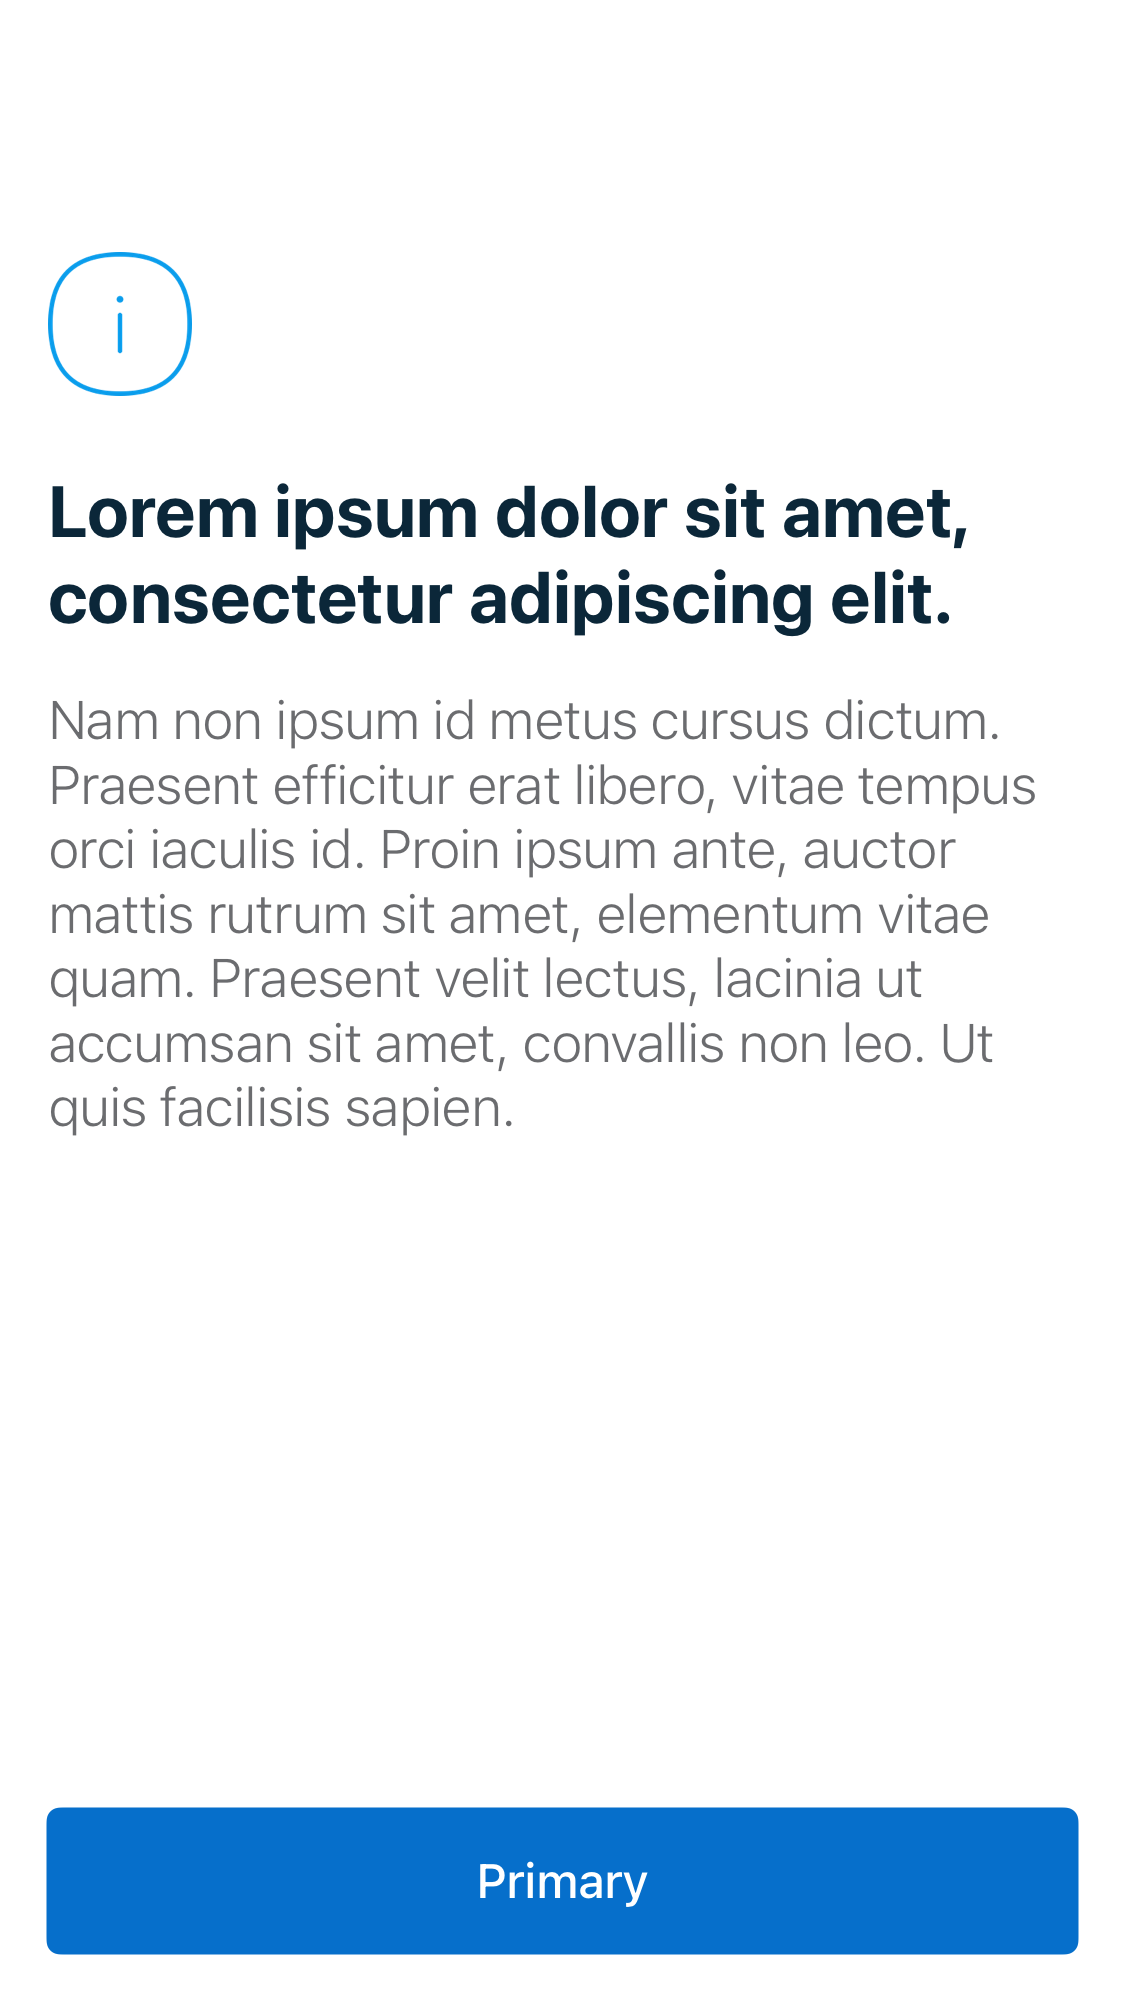 Lorem ipsum dolor sit amet,
consectetur adipiscing elit.
Nam non ipsum id metus cursus dictum.
Praesent efficitur erat libero, vitae tempus
orci iaculis id. Proin ipsum ante, auctor
mattis rutrum sit amet, elementum vitae
quam. Praesent velit lectus, lacinia ut
accumsan sit amet, convallis non leo. Ut
quis facilisis sapien.
Primary